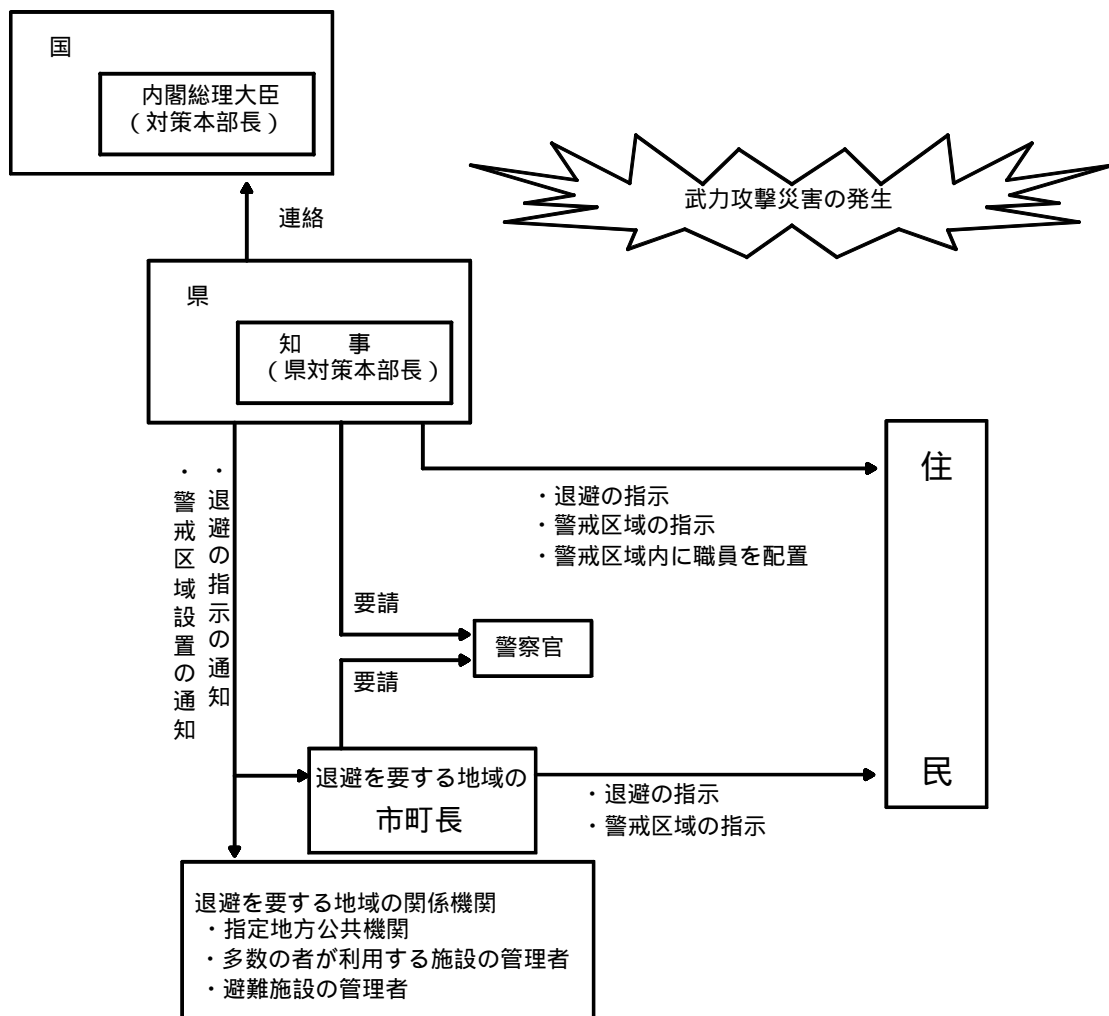 国
内閣総理大臣
（対策本部長）
武力攻撃災害の発生
連絡
県
知　事
（県対策本部長）
・退避の指示の通知
・警戒区域設置の通知
住民
・退避の指示
・警戒区域の指示
・警戒区域内に職員を配置
要請
警察官
要請
退避を要する地域の
市町長
・退避の指示
・警戒区域の指示
退避を要する地域の関係機関
・指定地方公共機関
・多数の者が利用する施設の管理者
・避難施設の管理者